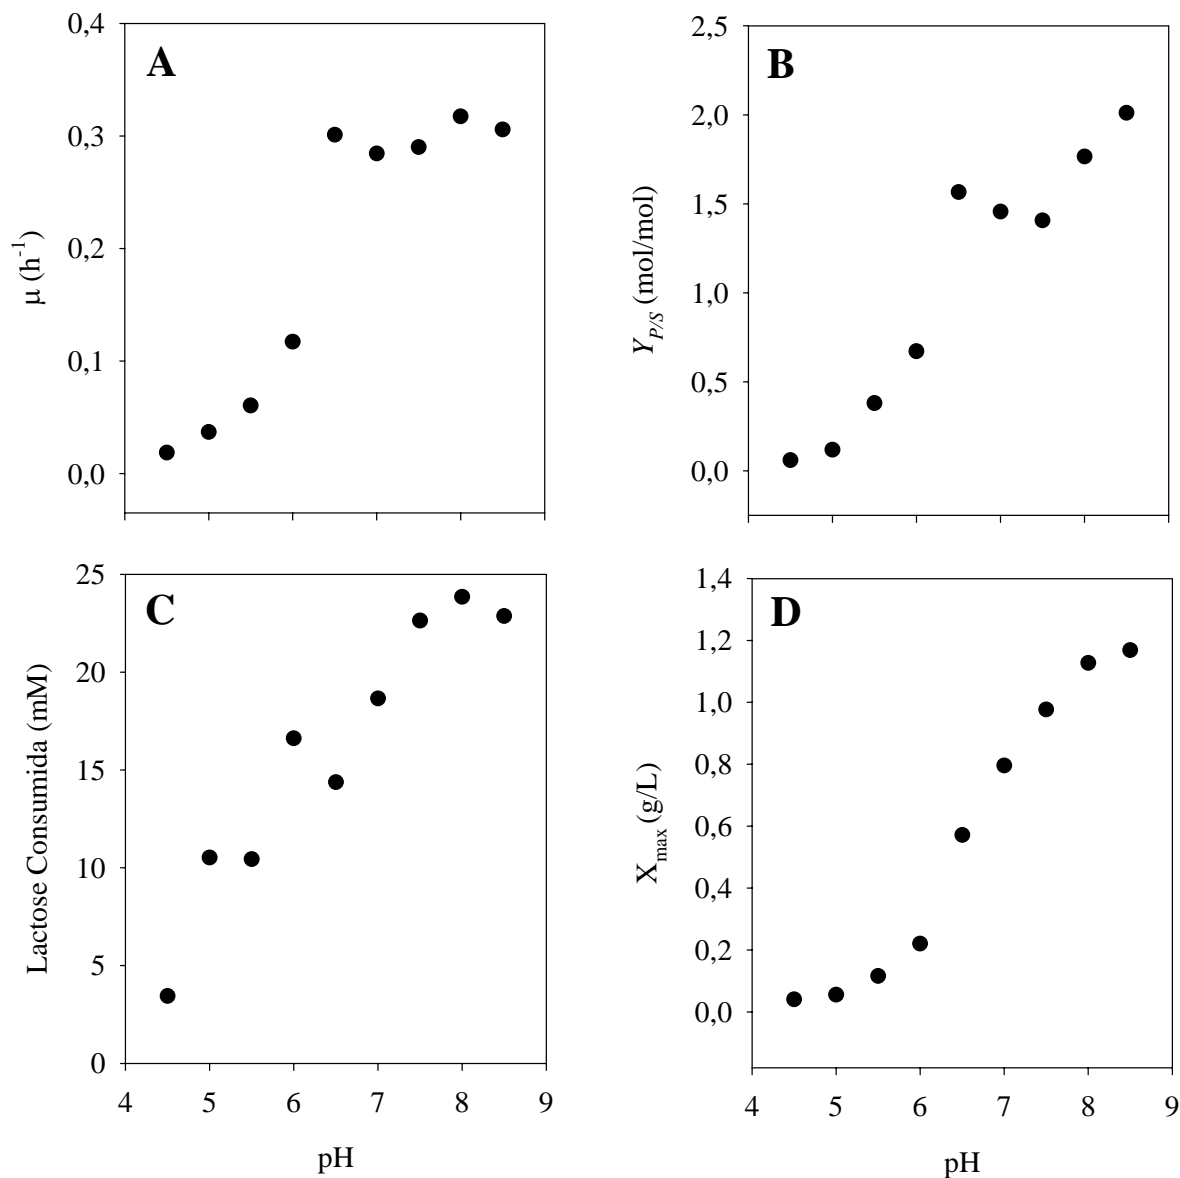 A
0,4
0,3
0,2
0,1
0,0
µ (h-1)
B
2,5
2,0
1,5
1,0
0,5
0,0
YP/S (mol/mol)
C
25
20
15
10
5
0
Lactose Consumida (mM)
4 5 6 7 8 9
pH
D
1,4
1,2
1,0
0,8
0,6
0,4
0,2
0,0
Xmax (g/L)
4 5 6 7 8 9
pH